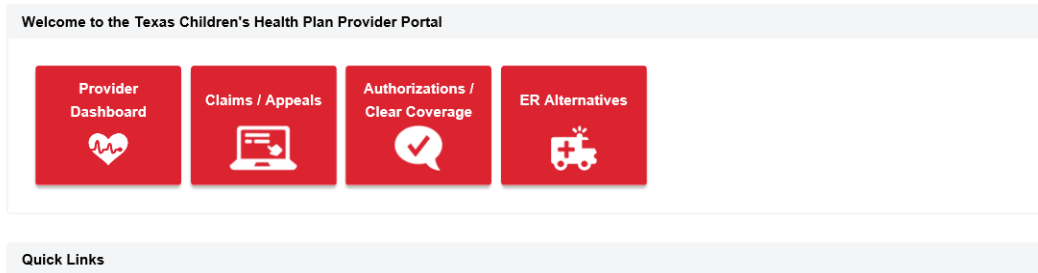 Welcome to the Texas Children's Health Plan Provider Portal
Provider
Dashboard
Claims / Appeals
Authorizations /
Clear Coverage
ER Alternatives
Quick Links